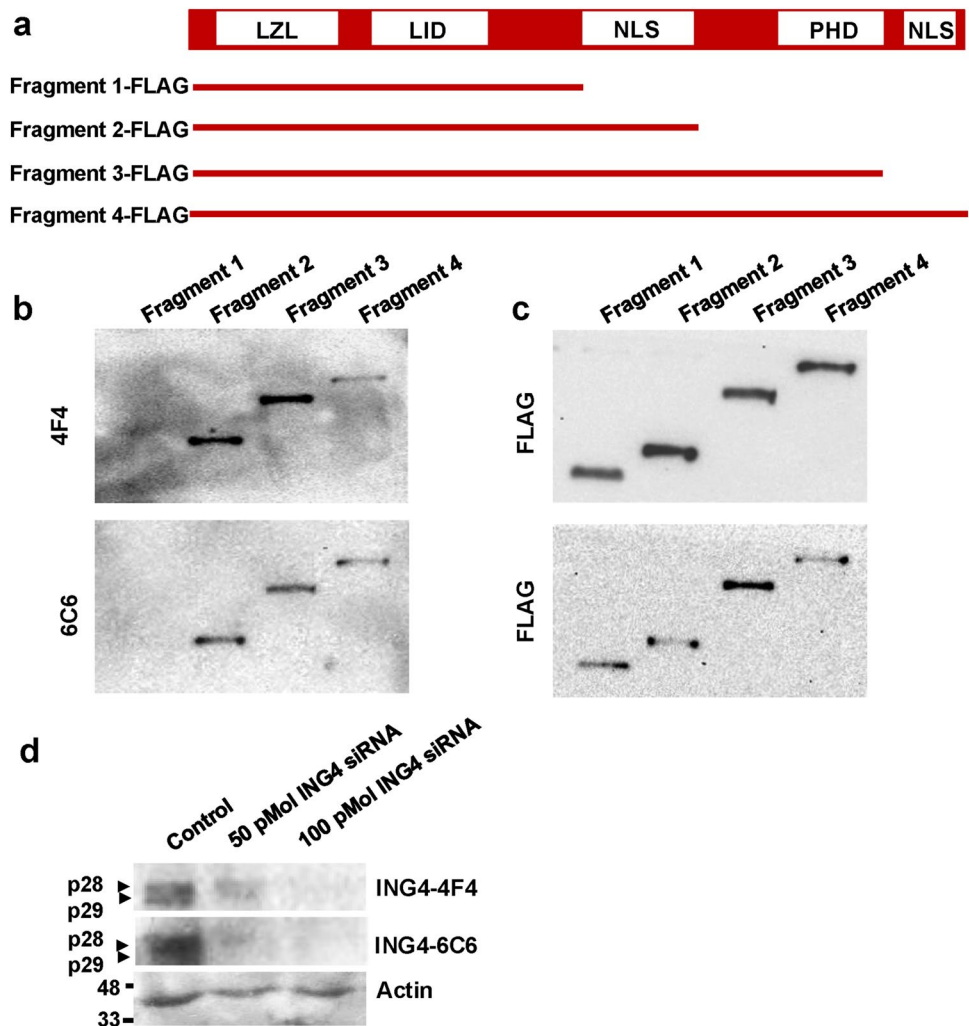 a
LZL LID NLS PHD NLS
Fragment 1-FLAG
Fragment 2-FLAG
Fragment 3-FLAG
Fragment 4-FLAG
b
Fragment 1
Fragment 2
Fragment 3
Fragment 4
4F4
6C6
c
Fragment 1
Fragment 2
Fragment 3
Fragment 4
FLAG
FLAG
d
Control
50 pMol ING4 siRNA
100 pMol ING4 siRNA
p28
p29
ING4-4F4
p28
p29
ING4-6C6
48
33
Actin